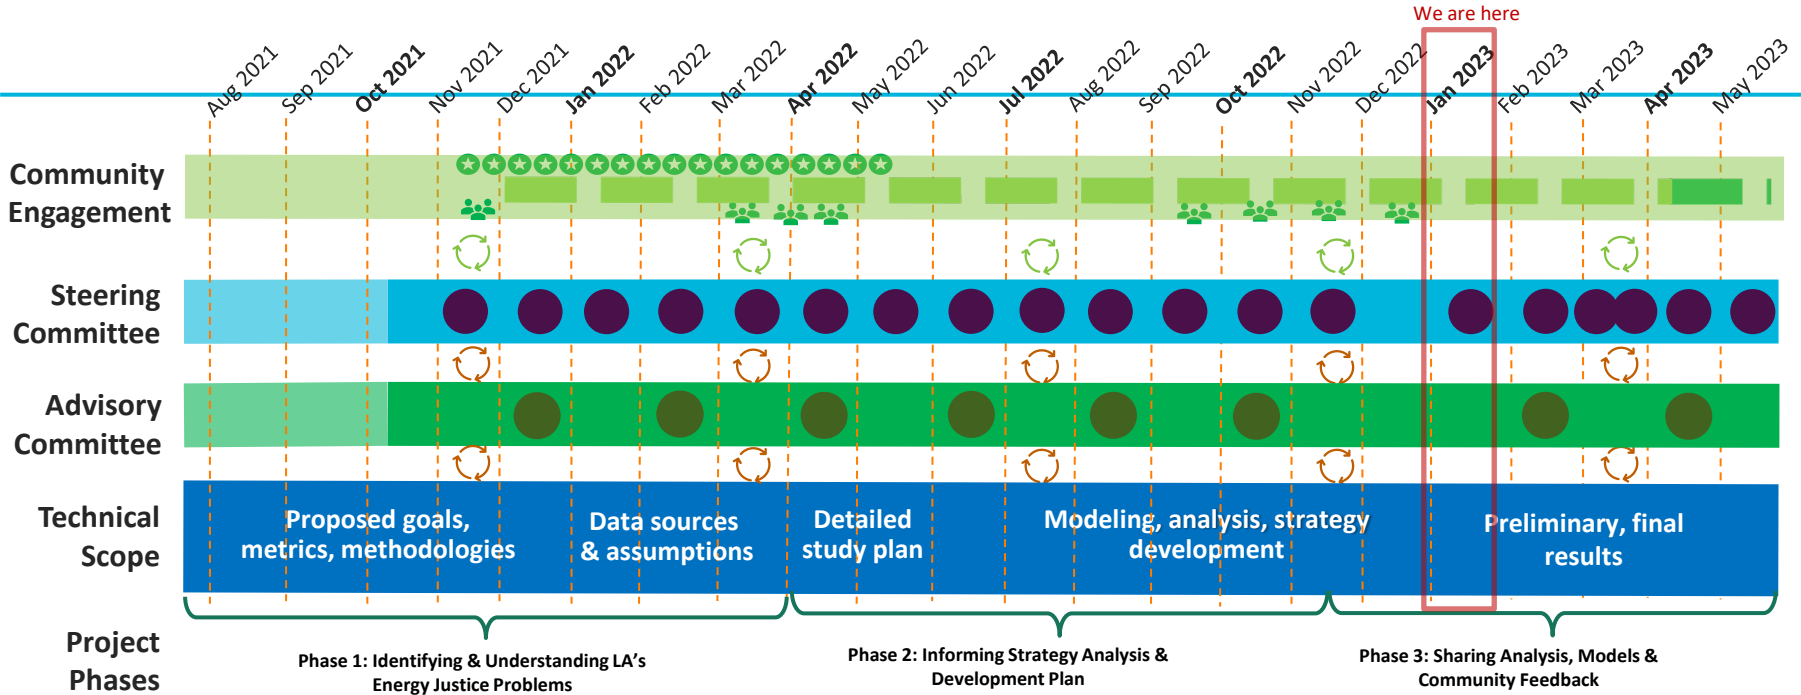 We are here
Aug 2021
Sep 2021
Oct 2021
Nov 2021
Dec 2021
Jan 2022
Feb 2022
Mar 2022
Apr 2022
May 2022
Jun 2022
Jul 2022
Aug 2022
Sep 2022
Oct 2022
Nov 2022
Dec 2022
Jan 2023
Feb 2023
Mar 2023
Apr 2023
May 2023
Community
Engagement
Steering
Committee
Advisory
Committee
Technical
Scope
Proposed goals,
metrics, methodologies
Data sources
& assumptions
Detailed
study plan
Modeling, analysis, strategy
development
Preliminary, final
results
Project
Phases
Phase 1: Identifying & Understanding LA's
Energy Justice Problems
Phase 2: Informing Strategy Analysis &
Development Plan
Phase 3: Sharing Analysis, Models &
Community Feedback